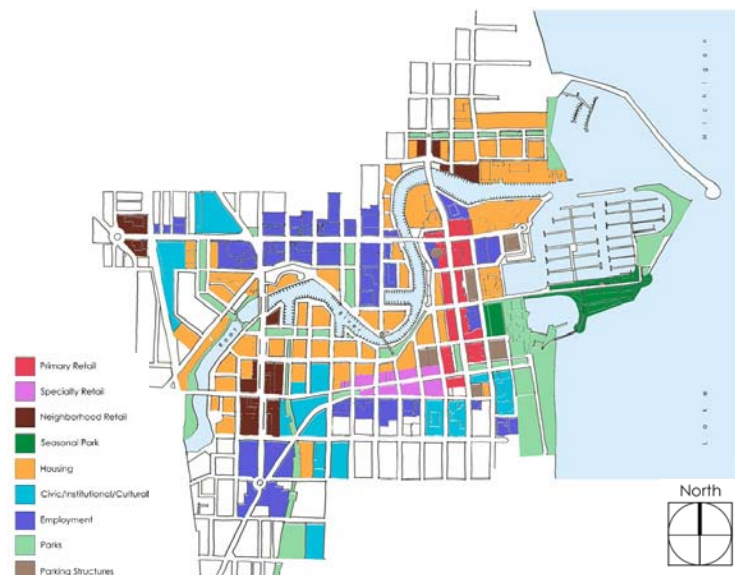 Michigan
Lake
Root
River
Primary Retail
Specialty Retail
Neighborhood Retail
Seasonal Park
Housing
Civic/Institutional/Cultural
Employment
Parks
Parking Structures
North